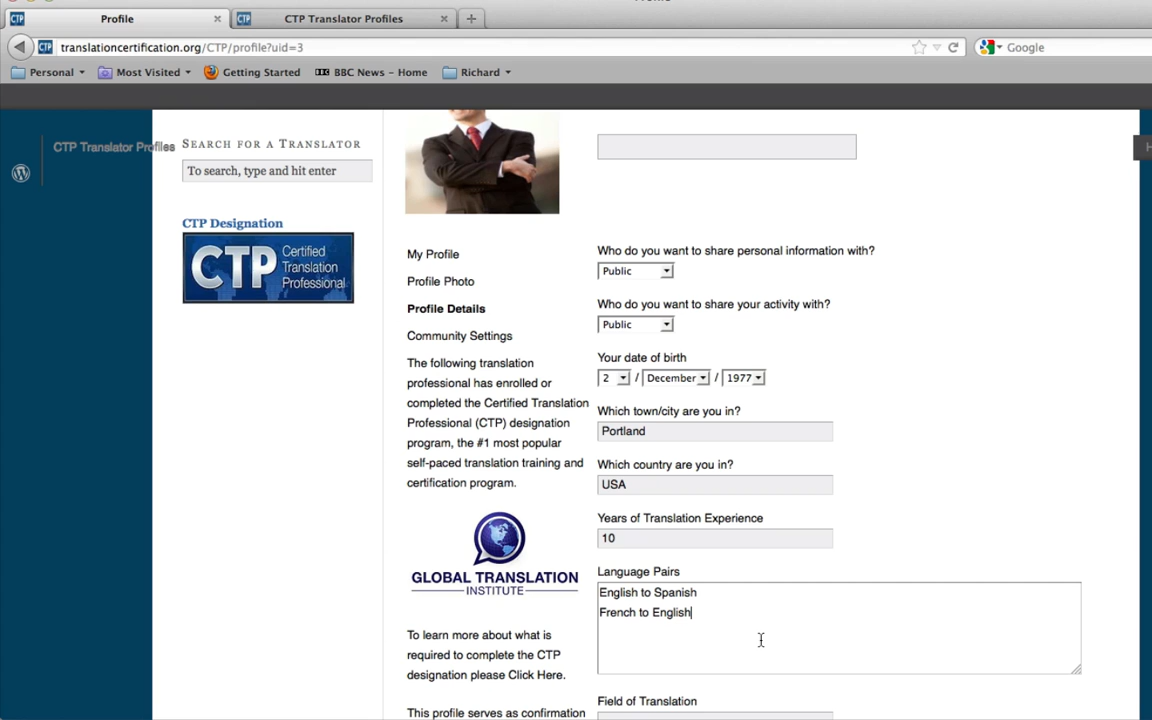 Profile
CTP Translator Profiles
translationcertification.org/CTP/profile?uid=3
Google
Personal
Most Visited
Getting Started
BBC News – Home
Richard
CTP Translator Profiles
SEARCH FOR A TRANSLATOR
To search, type and hit enter
CTP Designation
CTP Certified
Translation
Professional
My Profile
Profile Photo
Profile Details
Community Settings
The following translation
professional has enrolled or
completed the Certified Translation
Professional (CTP) designation
program, the #1 most popular
self-paced translation training and
certification program.
GLOBAL TRANSLATION
INSTITUTE
To learn more about what is
required to complete the CTP
designation please Click Here.
This profile serves as confirmation
Who do you want to share personal information with?
Public
Who do you want to share your activity with?
Public
Your date of birth
2 / December / 1977
Which town/city are you in?
Portland
Which country are you in?
USA
Years of Translation Experience
10
Language Pairs
English to Spanish
French to English
Field of Translation